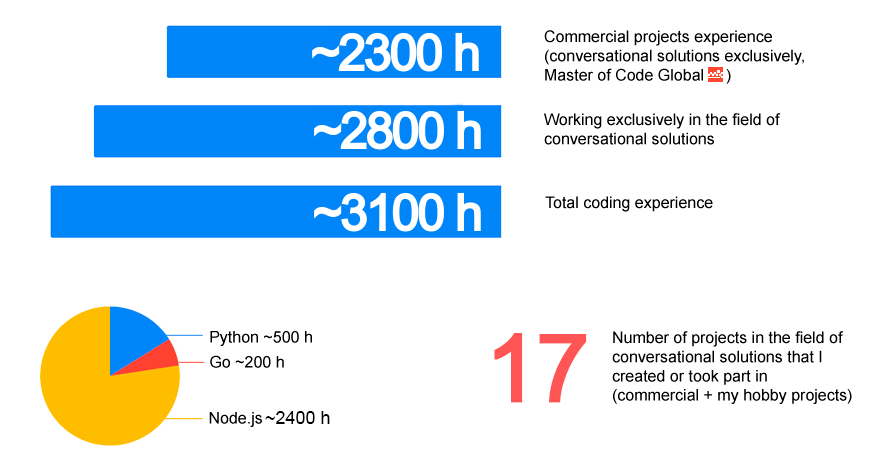 ~2300 h
Commercial projects experience
(conversational solutions exclusively,
Master of Code Global )
~2800 h
Working exclusively in the field of
conversational solutions
~3100 h
Total coding experience
Python ~500 h
Go ~200 h
Node.js ~2400 h
17
Number of projects in the field of
conversational solutions that I
created or took part in
(commercial + my hobby projects)